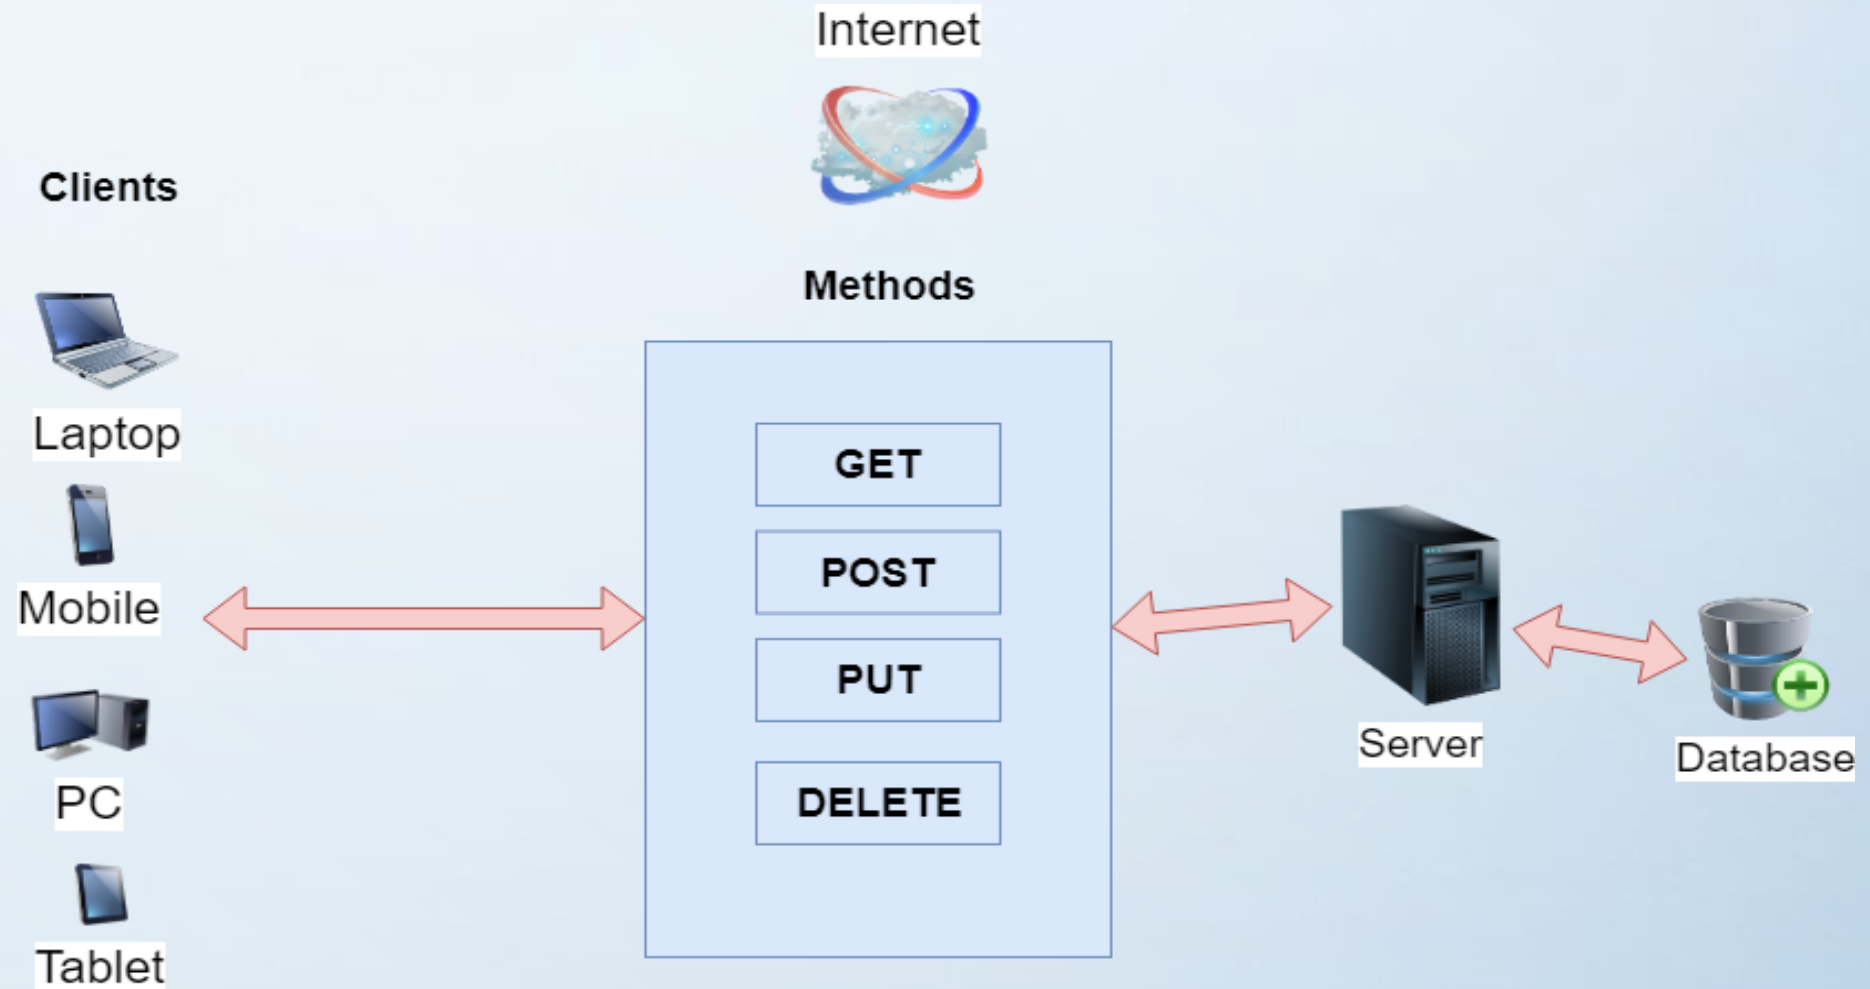 Internet
Clients
Methods
Laptop
Mobile
PC
Tablet
GET
POST
PUT
DELETE
Server
Database